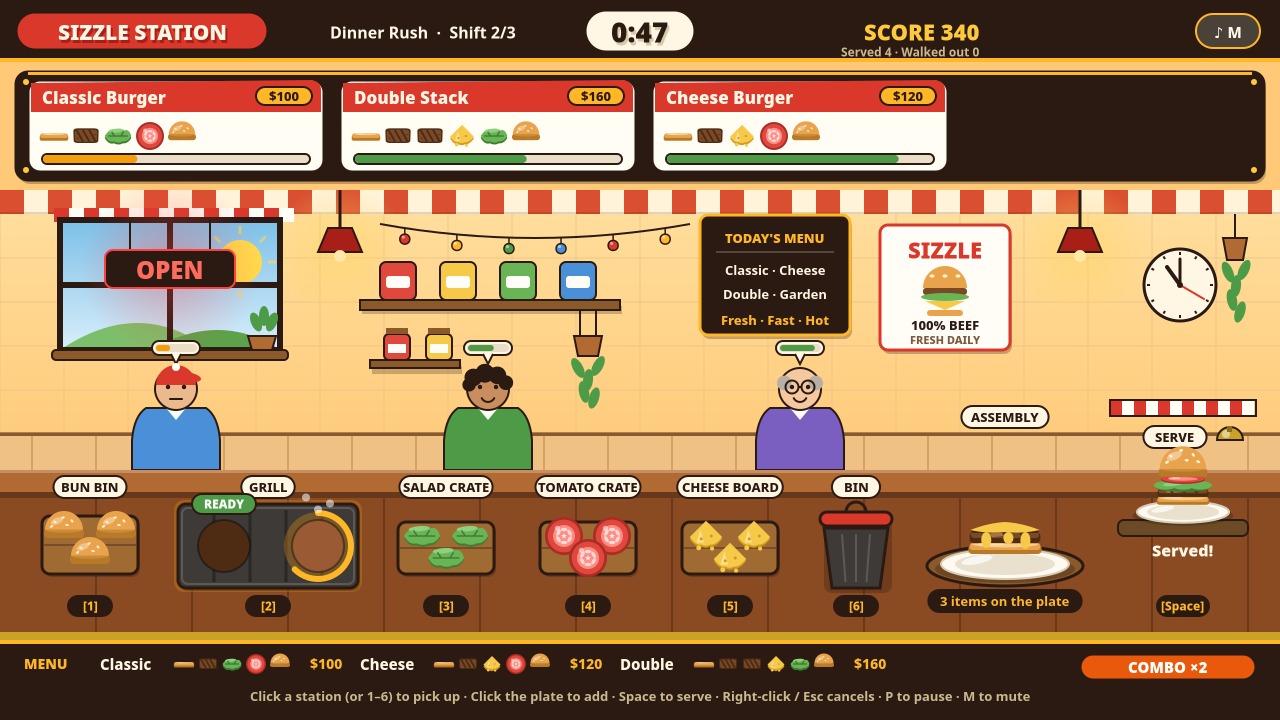 SIZZLE STATION
Dinner Rush · Shift 2/3
0:47
SCORE 340
Served 4 · Walked out 0
♪ M
Classic Burger
$100
Double Stack
$160
Cheese Burger
$120
OPEN
TODAY'S MENU
Classic · Cheese
Double · Garden
Fresh · Fast · Hot
SIZZLE
100% BEEF
FRESH DAILY
ASSEMBLY
SERVE
BUN BIN
GRILL
SALAD CRATE
TOMATO CRATE
CHEESE BOARD
BIN
READY
Served!
3 items on the plate
[1]
[2]
[3]
[4]
[5]
[6]
[Space]
MENU
Classic
$100
Cheese
$120
Double
$160
COMBO ×2
Click a station (or 1–6) to pick up · Click the plate to add · Space to serve · Right-click / Esc cancels · P to pause · M to mute